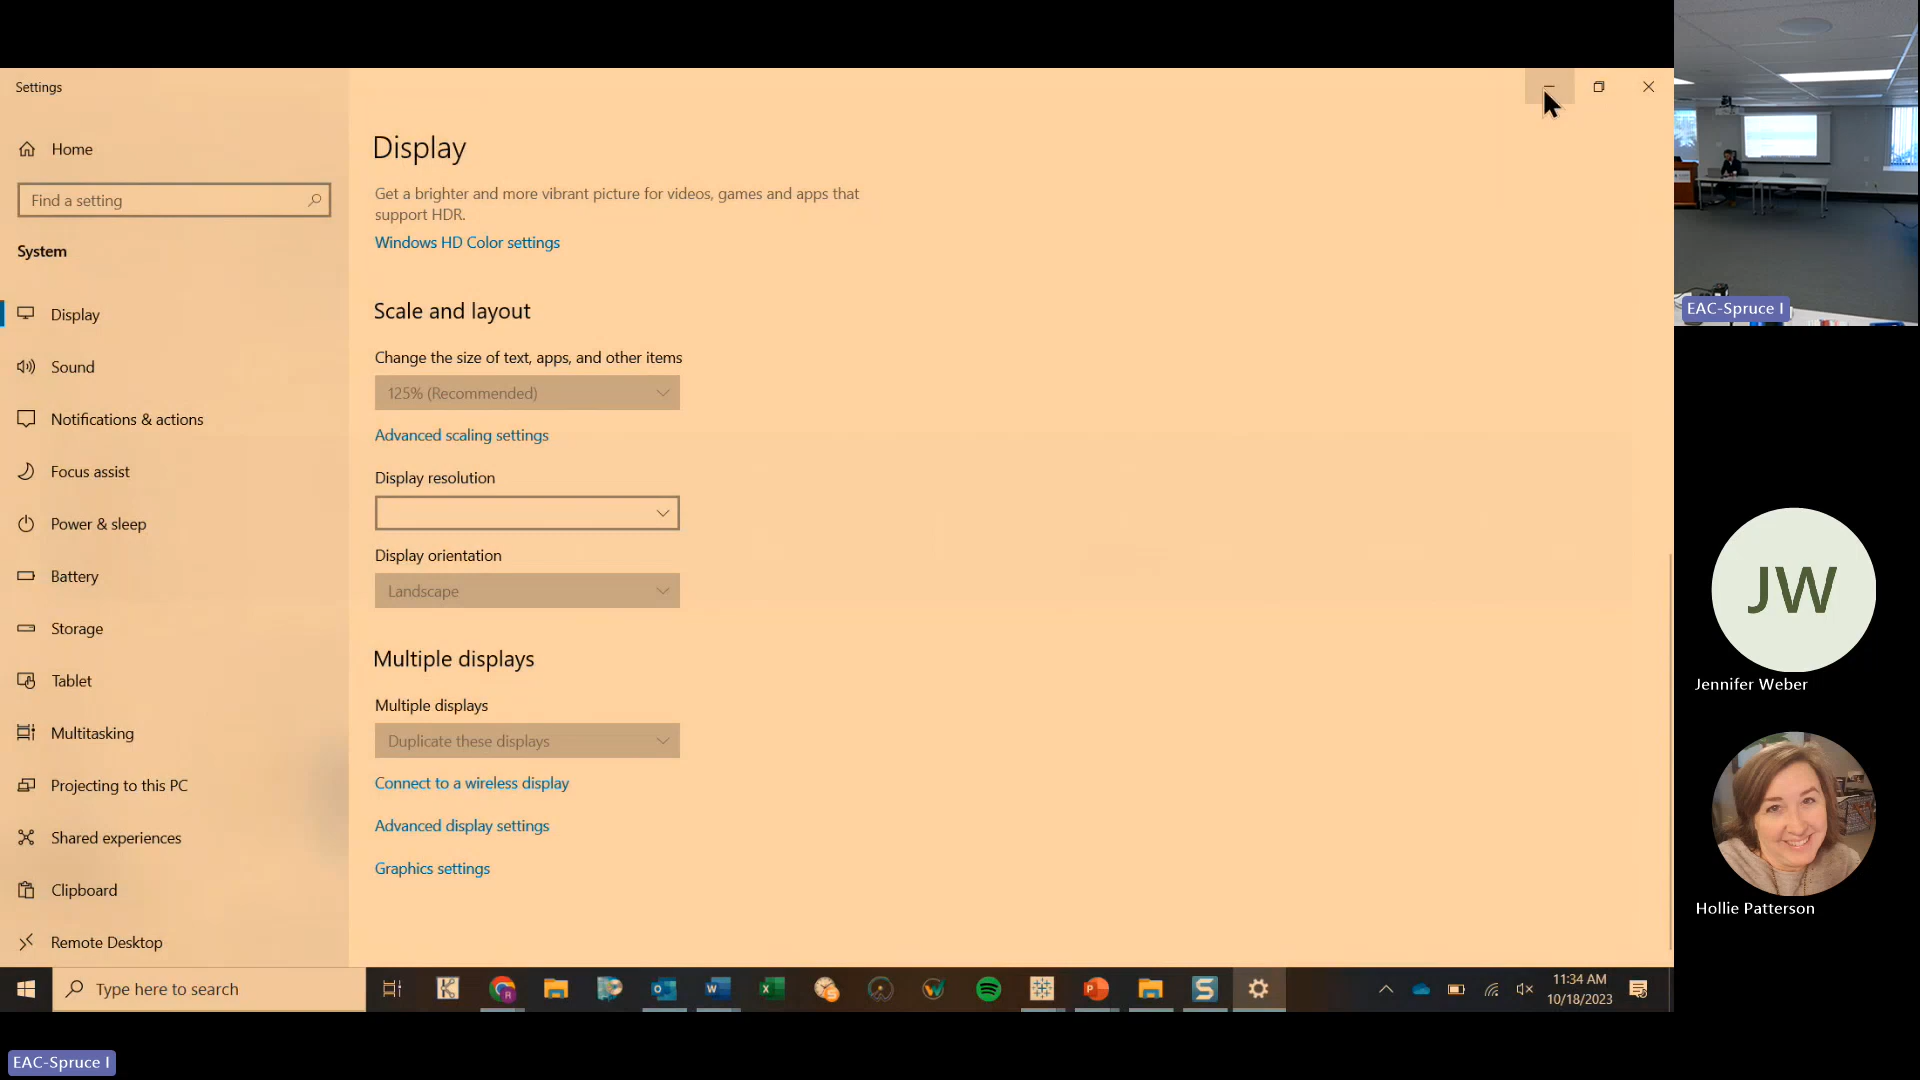 Settings
Home
Find a setting
System
Display
Sound
Notifications & actions
Focus assist
Power & sleep
Battery
Storage
Tablet
Multitasking
Projecting to this PC
Shared experiences
Clipboard
Remote Desktop
Display
Get a brighter and more vibrant picture for videos, games and apps that
support HDR.
Windows HD Color settings
Scale and layout
Change the size of text, apps, and other items
125% (Recommended)
Advanced scaling settings
Display resolution
Display orientation
Landscape
Multiple displays
Multiple displays
Duplicate these displays
Connect to a wireless display
Advanced display settings
Graphics settings
Type here to search
11:34 AM
10/18/2023
EAC-Spruce I
JW
Jennifer Weber
Hollie Patterson
EAC-Spruce I